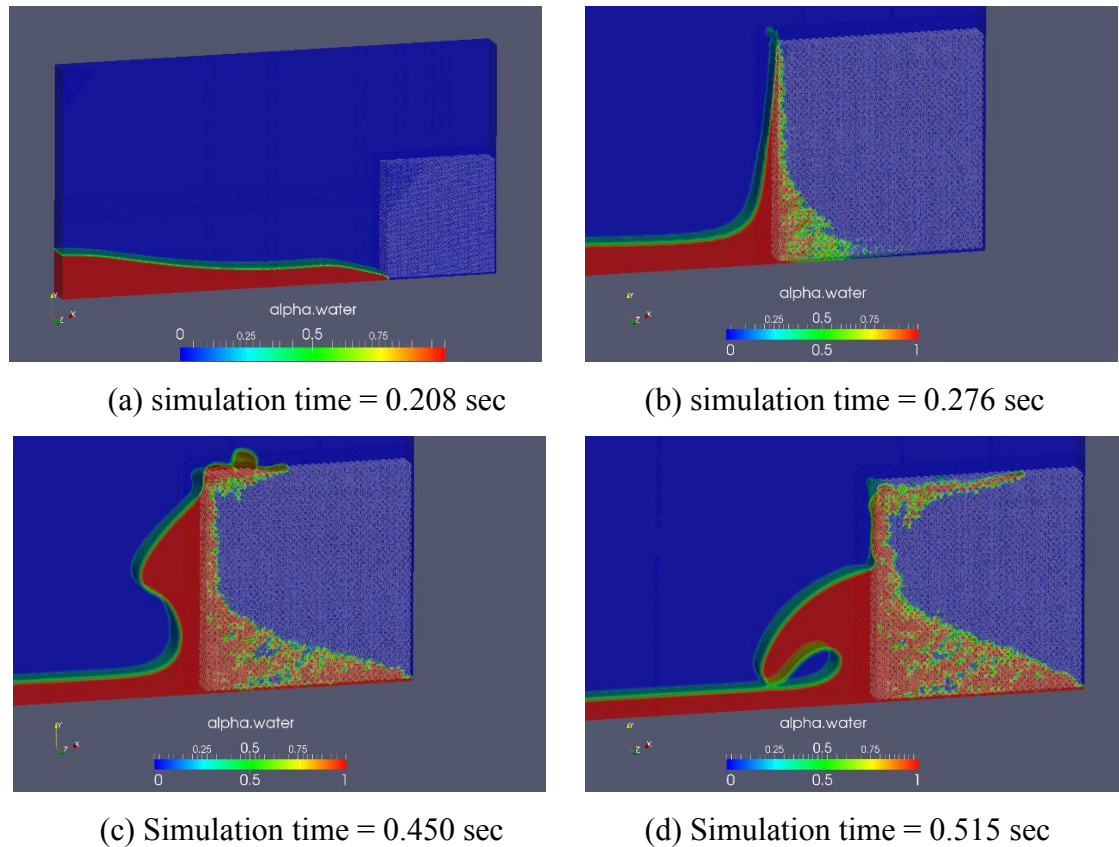 alpha.water
0 0.25 0.5 0.75
Y
Z X
(a) simulation time = 0.208 sec
alpha.water
0.25 0.5 0.75
0 0.5 1
Y
Z X
(b) simulation time = 0.276 sec
alpha.water
0.25 0.5 0.75
0 0.5 1
Y
Z X
(c) Simulation time = 0.450 sec
alpha.water
0.25 0.5 0.75
0 0.5 1
Y
Z X
(d) Simulation time = 0.515 sec